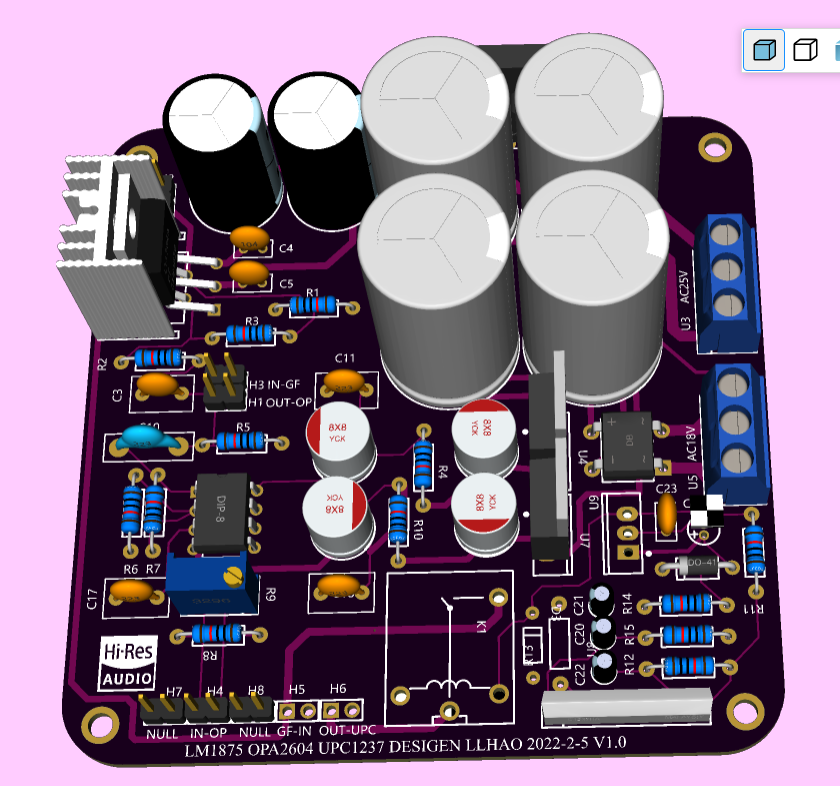 C4
C5
R1
R3
R2
C3
H3 IN-GF
H1 OUT-OP
C11
AC25V
U3
R5
8X8
YCK
8X8
YCK
8X8
YCK
8X8
YCK
R4
R10
DIP-8
R6 R7
R9
C17
R8
U4
DB
AC18V
U5
U9
U7
C23
DO-41
R11
K1
C21
C20
C22
R14
R15
R12
Hi-Res
AUDIO
H7 H4 H8 H5 H6
NULL IN-OP NULL GF-IN OUT-UPC
LM1875 OPA2604 UPC1237 DESIGEN LLHAO 2022-2-5 V1.0